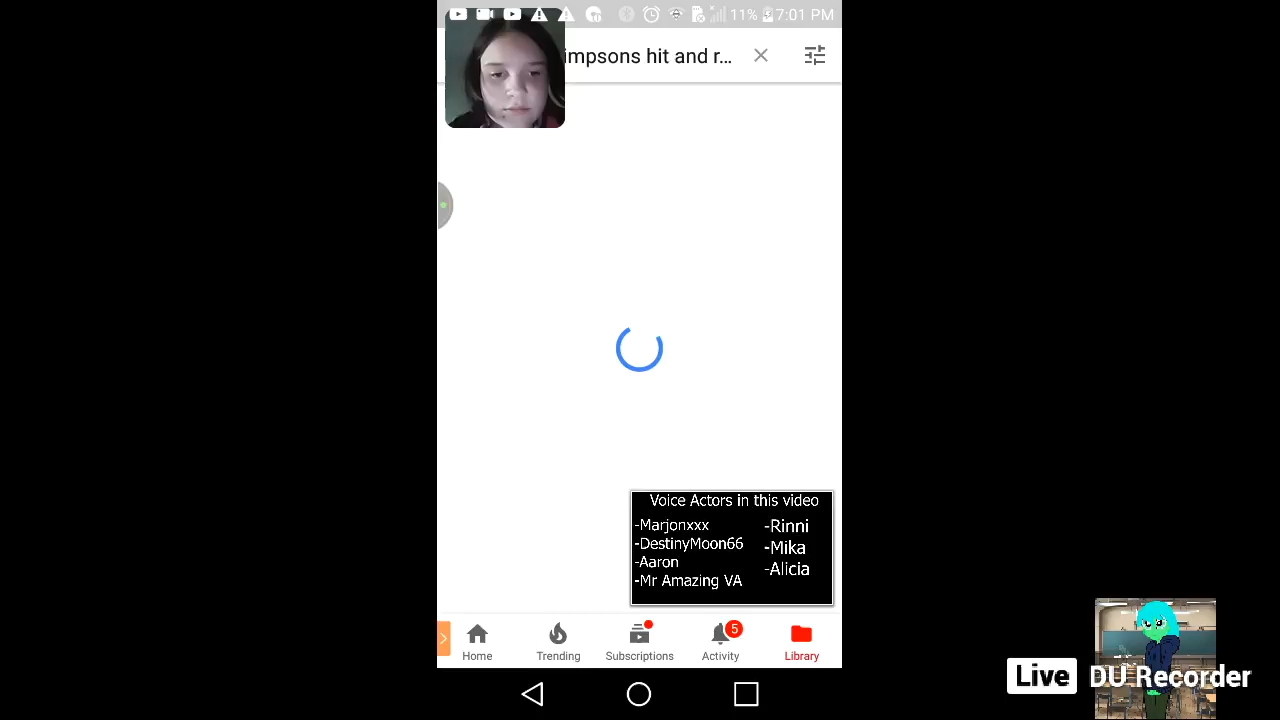 11% 7:01 PM
impsons hit and r...
Voice Actors in this video
-Marjonxxx
-DestinyMoon66
-Aaron
-Mr Amazing VA
-Rinni
-Mika
-Alicia
5
Home Trending Subscriptions Activity Library
Live DU Recorder